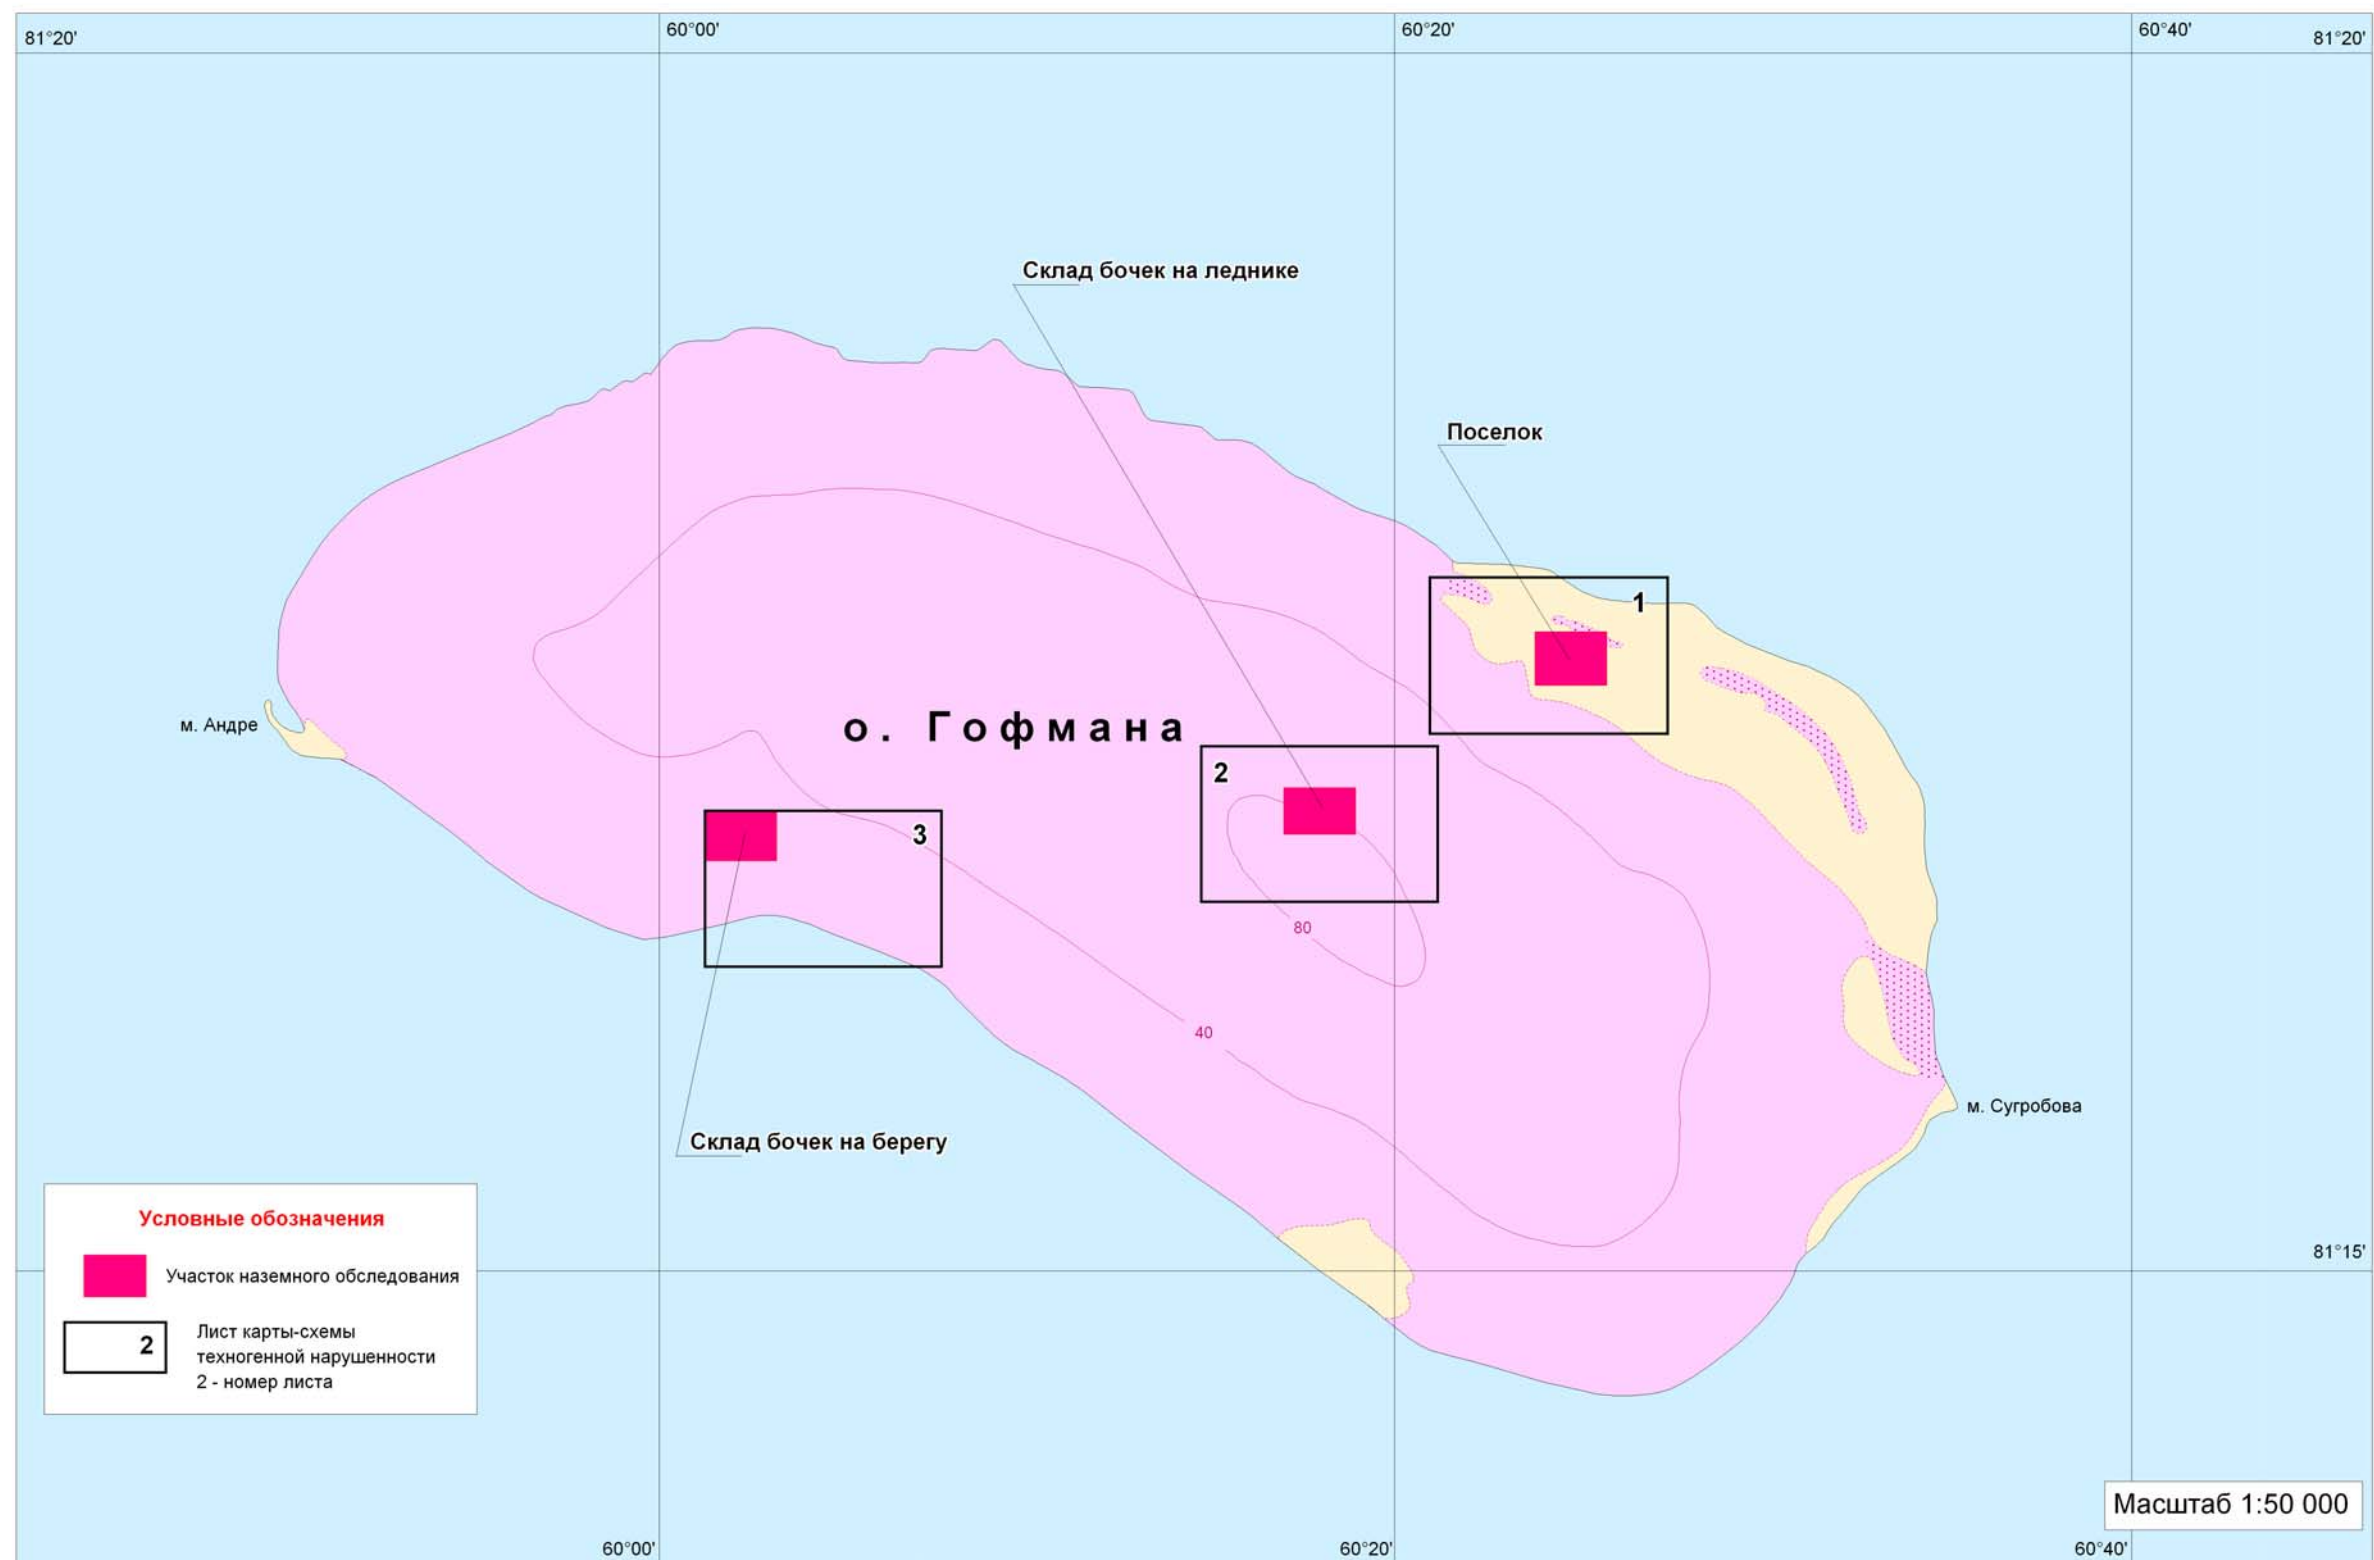 60°00'
60°20'
60°40'
81°20'
81°20'
Склад бочек на леднике
Поселок
1
м. Андре
о. Гофмана
2
3
80
40
м. Сугробова
Склад бочек на берегу
Условные обозначения
Участок наземного обследования
2
Лист карты-схемы
техногенной нарушенности
2 - номер листа
81°15'
Масштаб 1:50 000
60°00'
60°20'
60°40'